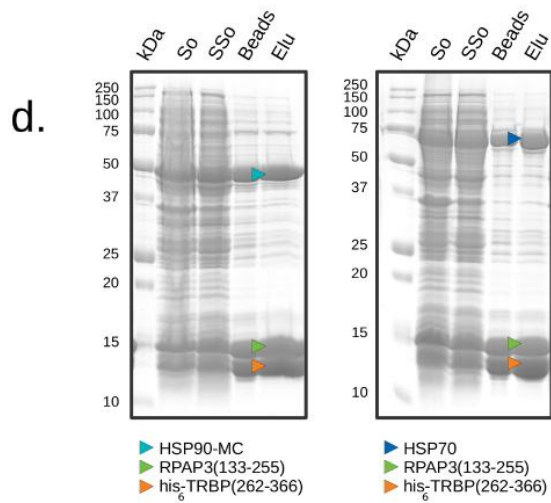 d.
kDa So SSo Beads Elu
250
150
100
75
50
37
25
20
15
10
HSP90-MC
RPAP3(133-255)
his6-TRBP(262-366)
kDa So SSo Beads Elu
250
150
100
75
50
37
25
20
15
10
HSP70
RPAP3(133-255)
his6-TRBP(262-366)